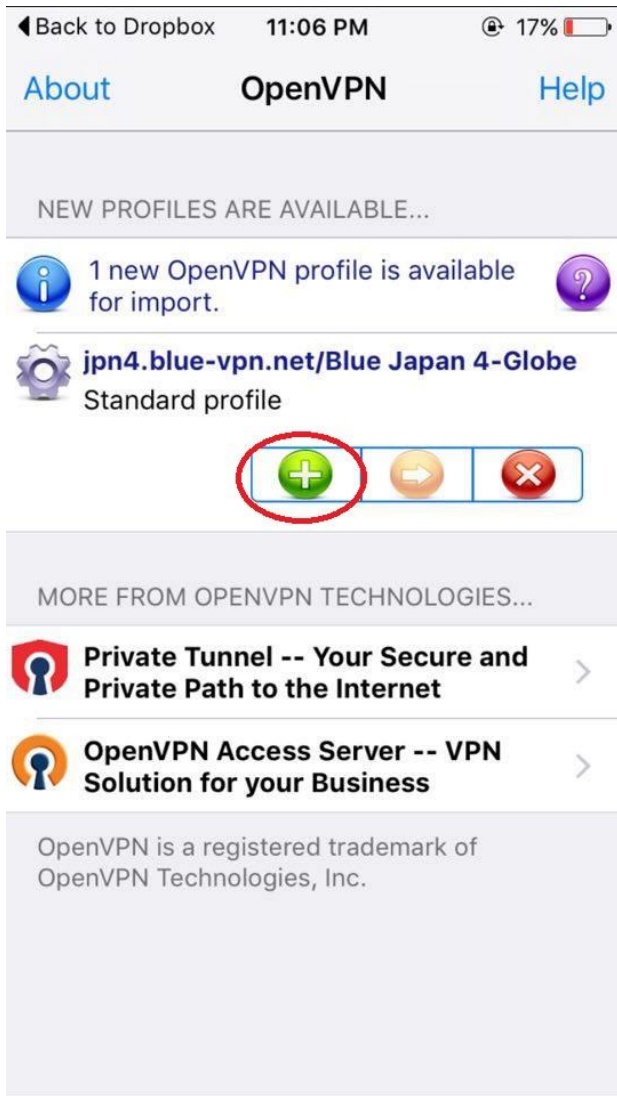 Back to Dropbox 11:06 PM 17%
About OpenVPN Help
NEW PROFILES ARE AVAILABLE...
1 new OpenVPN profile is available
for import.
jpn4.blue-vpn.net/Blue Japan 4-Globe
Standard profile
MORE FROM OPENVPN TECHNOLOGIES...
Private Tunnel -- Your Secure and
Private Path to the Internet
OpenVPN Access Server -- VPN
Solution for your Business
OpenVPN is a registered trademark of
OpenVPN Technologies, Inc.